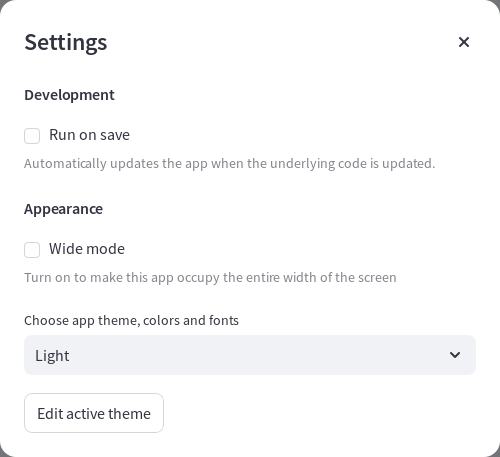 Settings
Development
Run on save
Automatically updates the app when the underlying code is updated.
Appearance
Wide mode
Turn on to make this app occupy the entire width of the screen
Choose app theme, colors and fonts
Light
Edit active theme